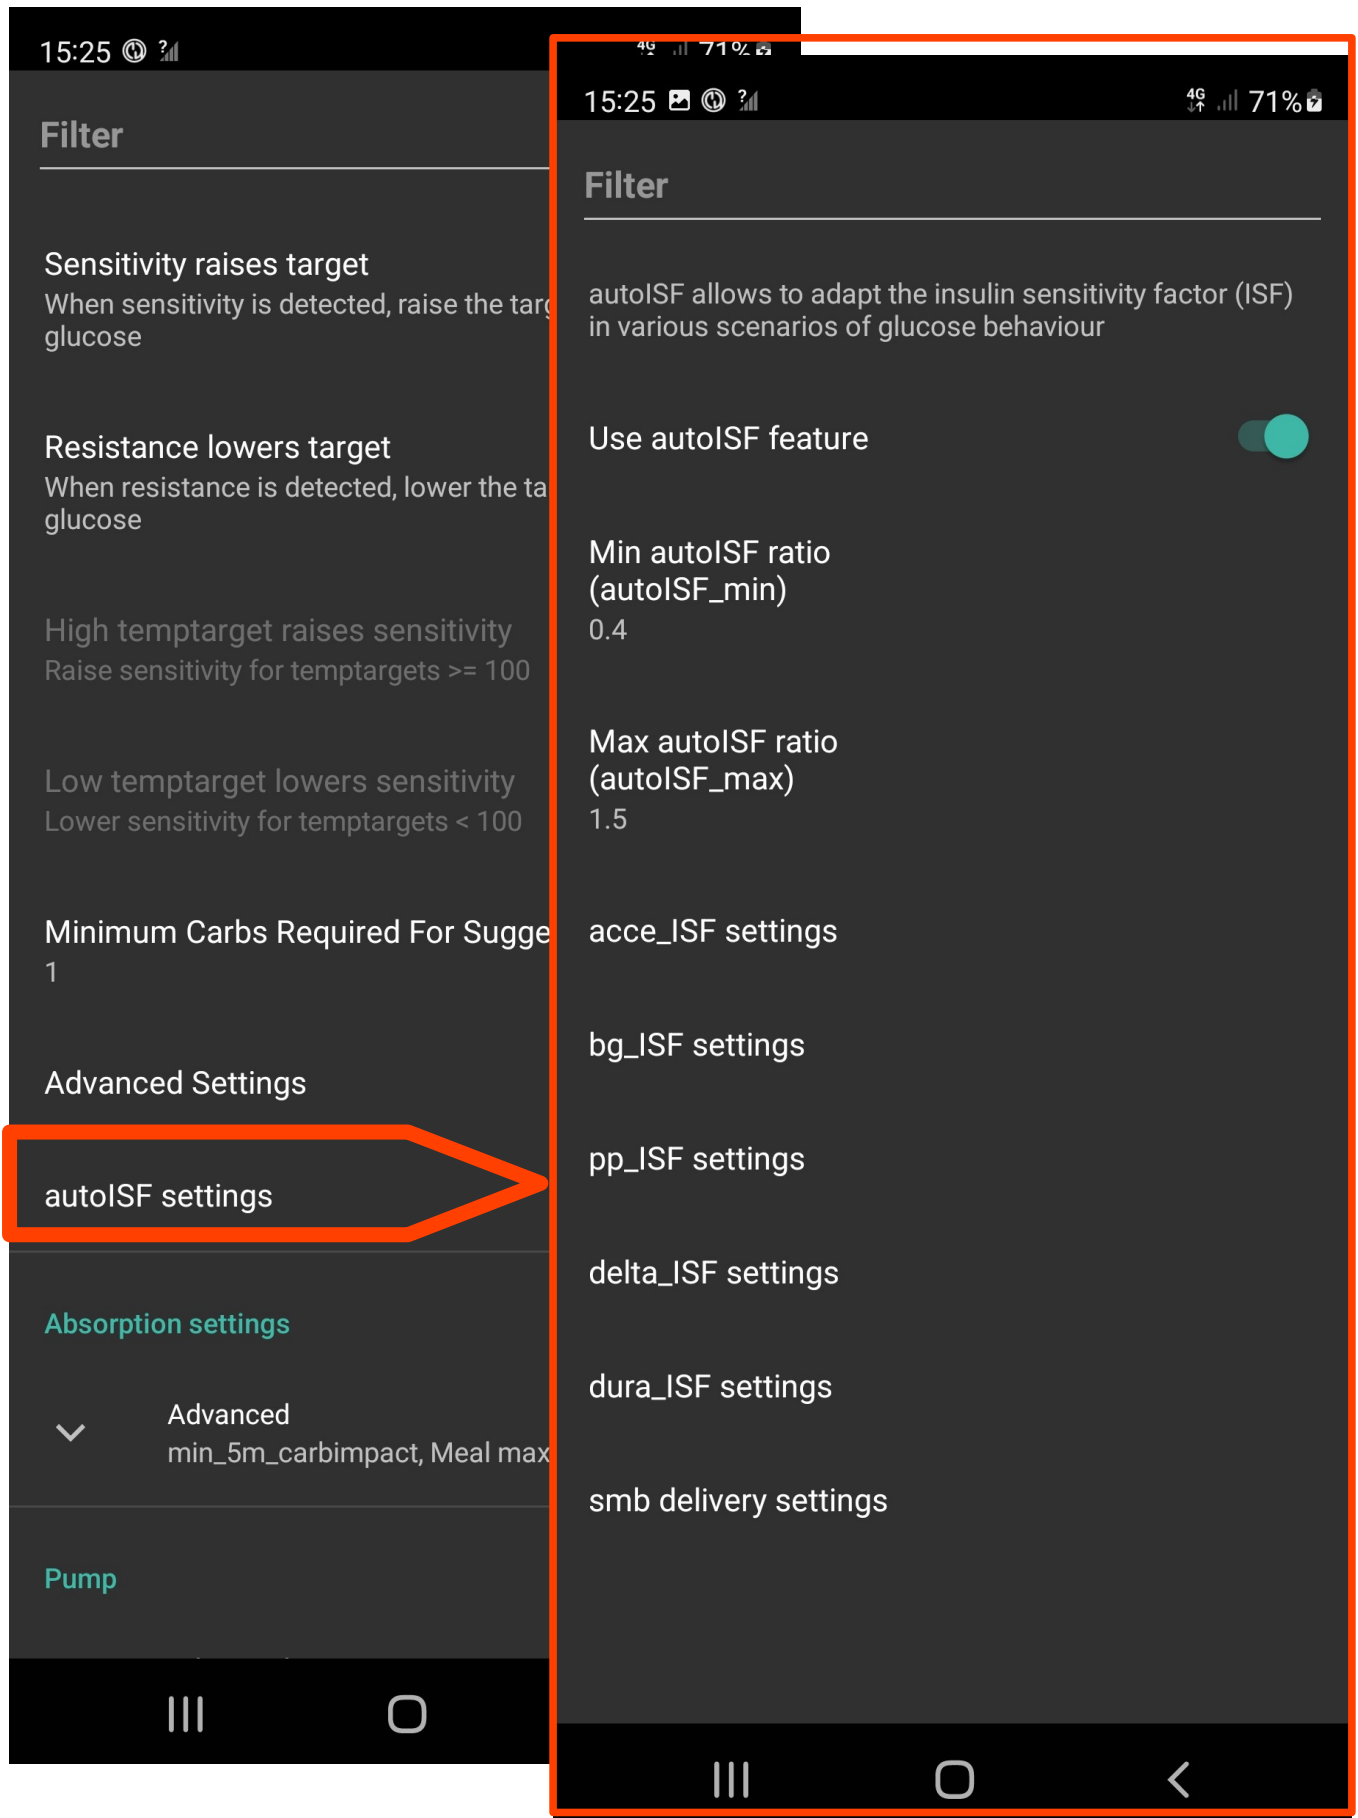 15:25
Filter
Sensitivity raises target
When sensitivity is detected, raise the targ
glucose
Resistance lowers target
When resistance is detected, lower the ta
glucose
High temptarget raises sensitivity
Raise sensitivity for temptargets >= 100
Low temptarget lowers sensitivity
Lower sensitivity for temptargets < 100
Minimum Carbs Required For Sugge
1
Advanced Settings
autoISF settings
Absorption settings
Advanced
min_5m_carbimpact, Meal max
Pump
4G 71%
15:25 4G 71%
Filter
autoISF allows to adapt the insulin sensitivity factor (ISF)
in various scenarios of glucose behaviour
Use autoISF feature
Min autoISF ratio
(autoISF_min)
0.4
Max autoISF ratio
(autoISF_max)
1.5
acce_ISF settings
bg_ISF settings
pp_ISF settings
delta_ISF settings
dura_ISF settings
smb delivery settings